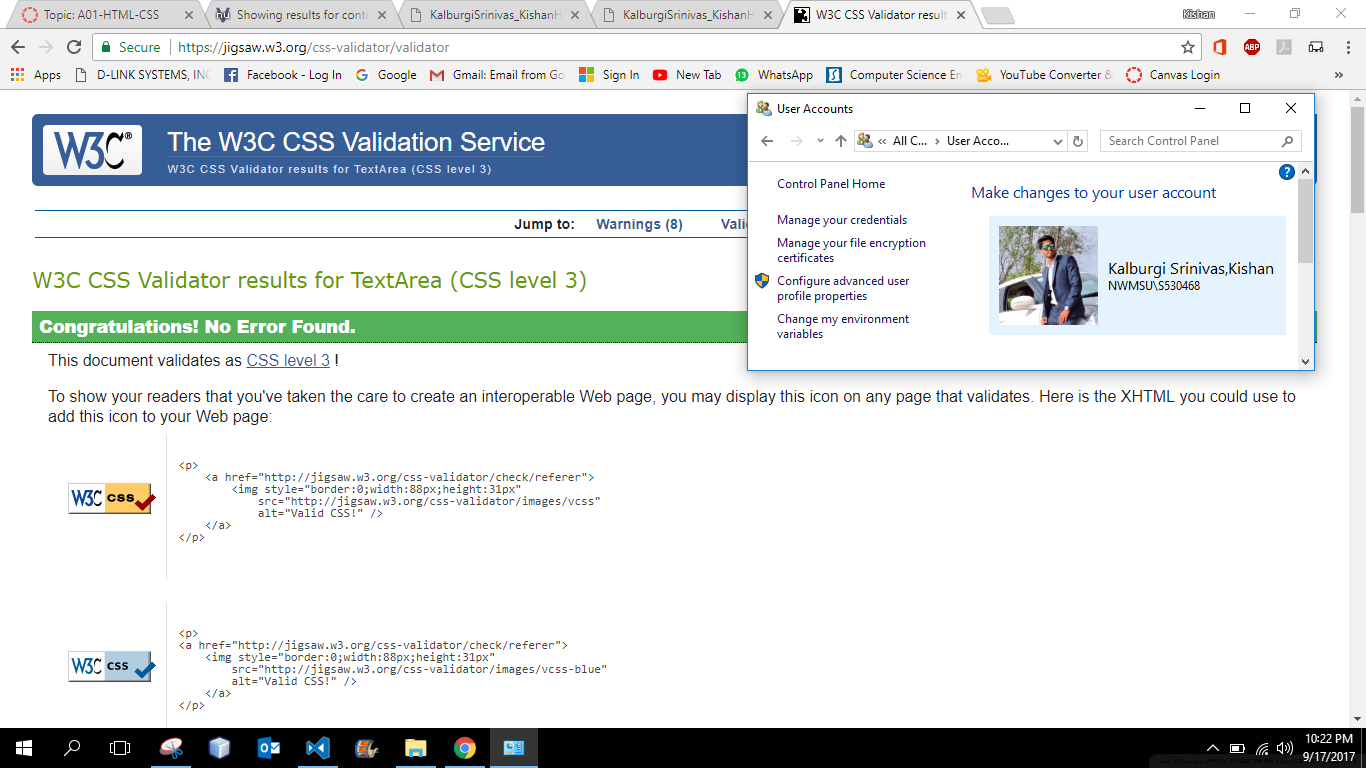 Topic: A01-HTML-CSS
Showing results for conte
KalburgiSrinivas_KishanH
KalburgiSrinivas_KishanH
W3C CSS Validator result
Kishan
Secure
https://jigsaw.w3.org/css-validator/validator
ABP
Apps
D-LINK SYSTEMS, INC
Facebook - Log In
Google
Gmail: Email from Go
Sign In
New Tab
WhatsApp
Computer Science En
YouTube Converter &
Canvas Login
»
W3C®
The W3C CSS Validation Service
W3C CSS Validator results for TextArea (CSS level 3)
Jump to:
Warnings (8)
Vali
W3C CSS Validator results for TextArea (CSS level 3)
Congratulations! No Error Found.
This document validates as CSS level 3 !
To show your readers that you've taken the care to create an interoperable Web page, you may display this icon on any page that validates. Here is the XHTML you could use to
add this icon to your Web page:
W3C css
<p>
<a href="http://jigsaw.w3.org/css-validator/check/referer">
<img style="border:0;width:88px;height:31px"
src="http://jigsaw.w3.org/css-validator/images/vcss"
alt="Valid CSS!" />
</a>
</p>
W3C css
<p>
<a href="http://jigsaw.w3.org/css-validator/check/referer">
<img style="border:0;width:88px;height:31px"
src="http://jigsaw.w3.org/css-validator/images/vcss-blue"
alt="Valid CSS!" />
</a>
</p>
User Accounts
« All C... › User Acco...
Search Control Panel
Control Panel Home
Manage your credentials
Manage your file encryption
certificates
Configure advanced user
profile properties
Change my environment
variables
?
Make changes to your user account
Kalburgi Srinivas,Kishan
NWMSU\S530468
10:22 PM
9/17/2017